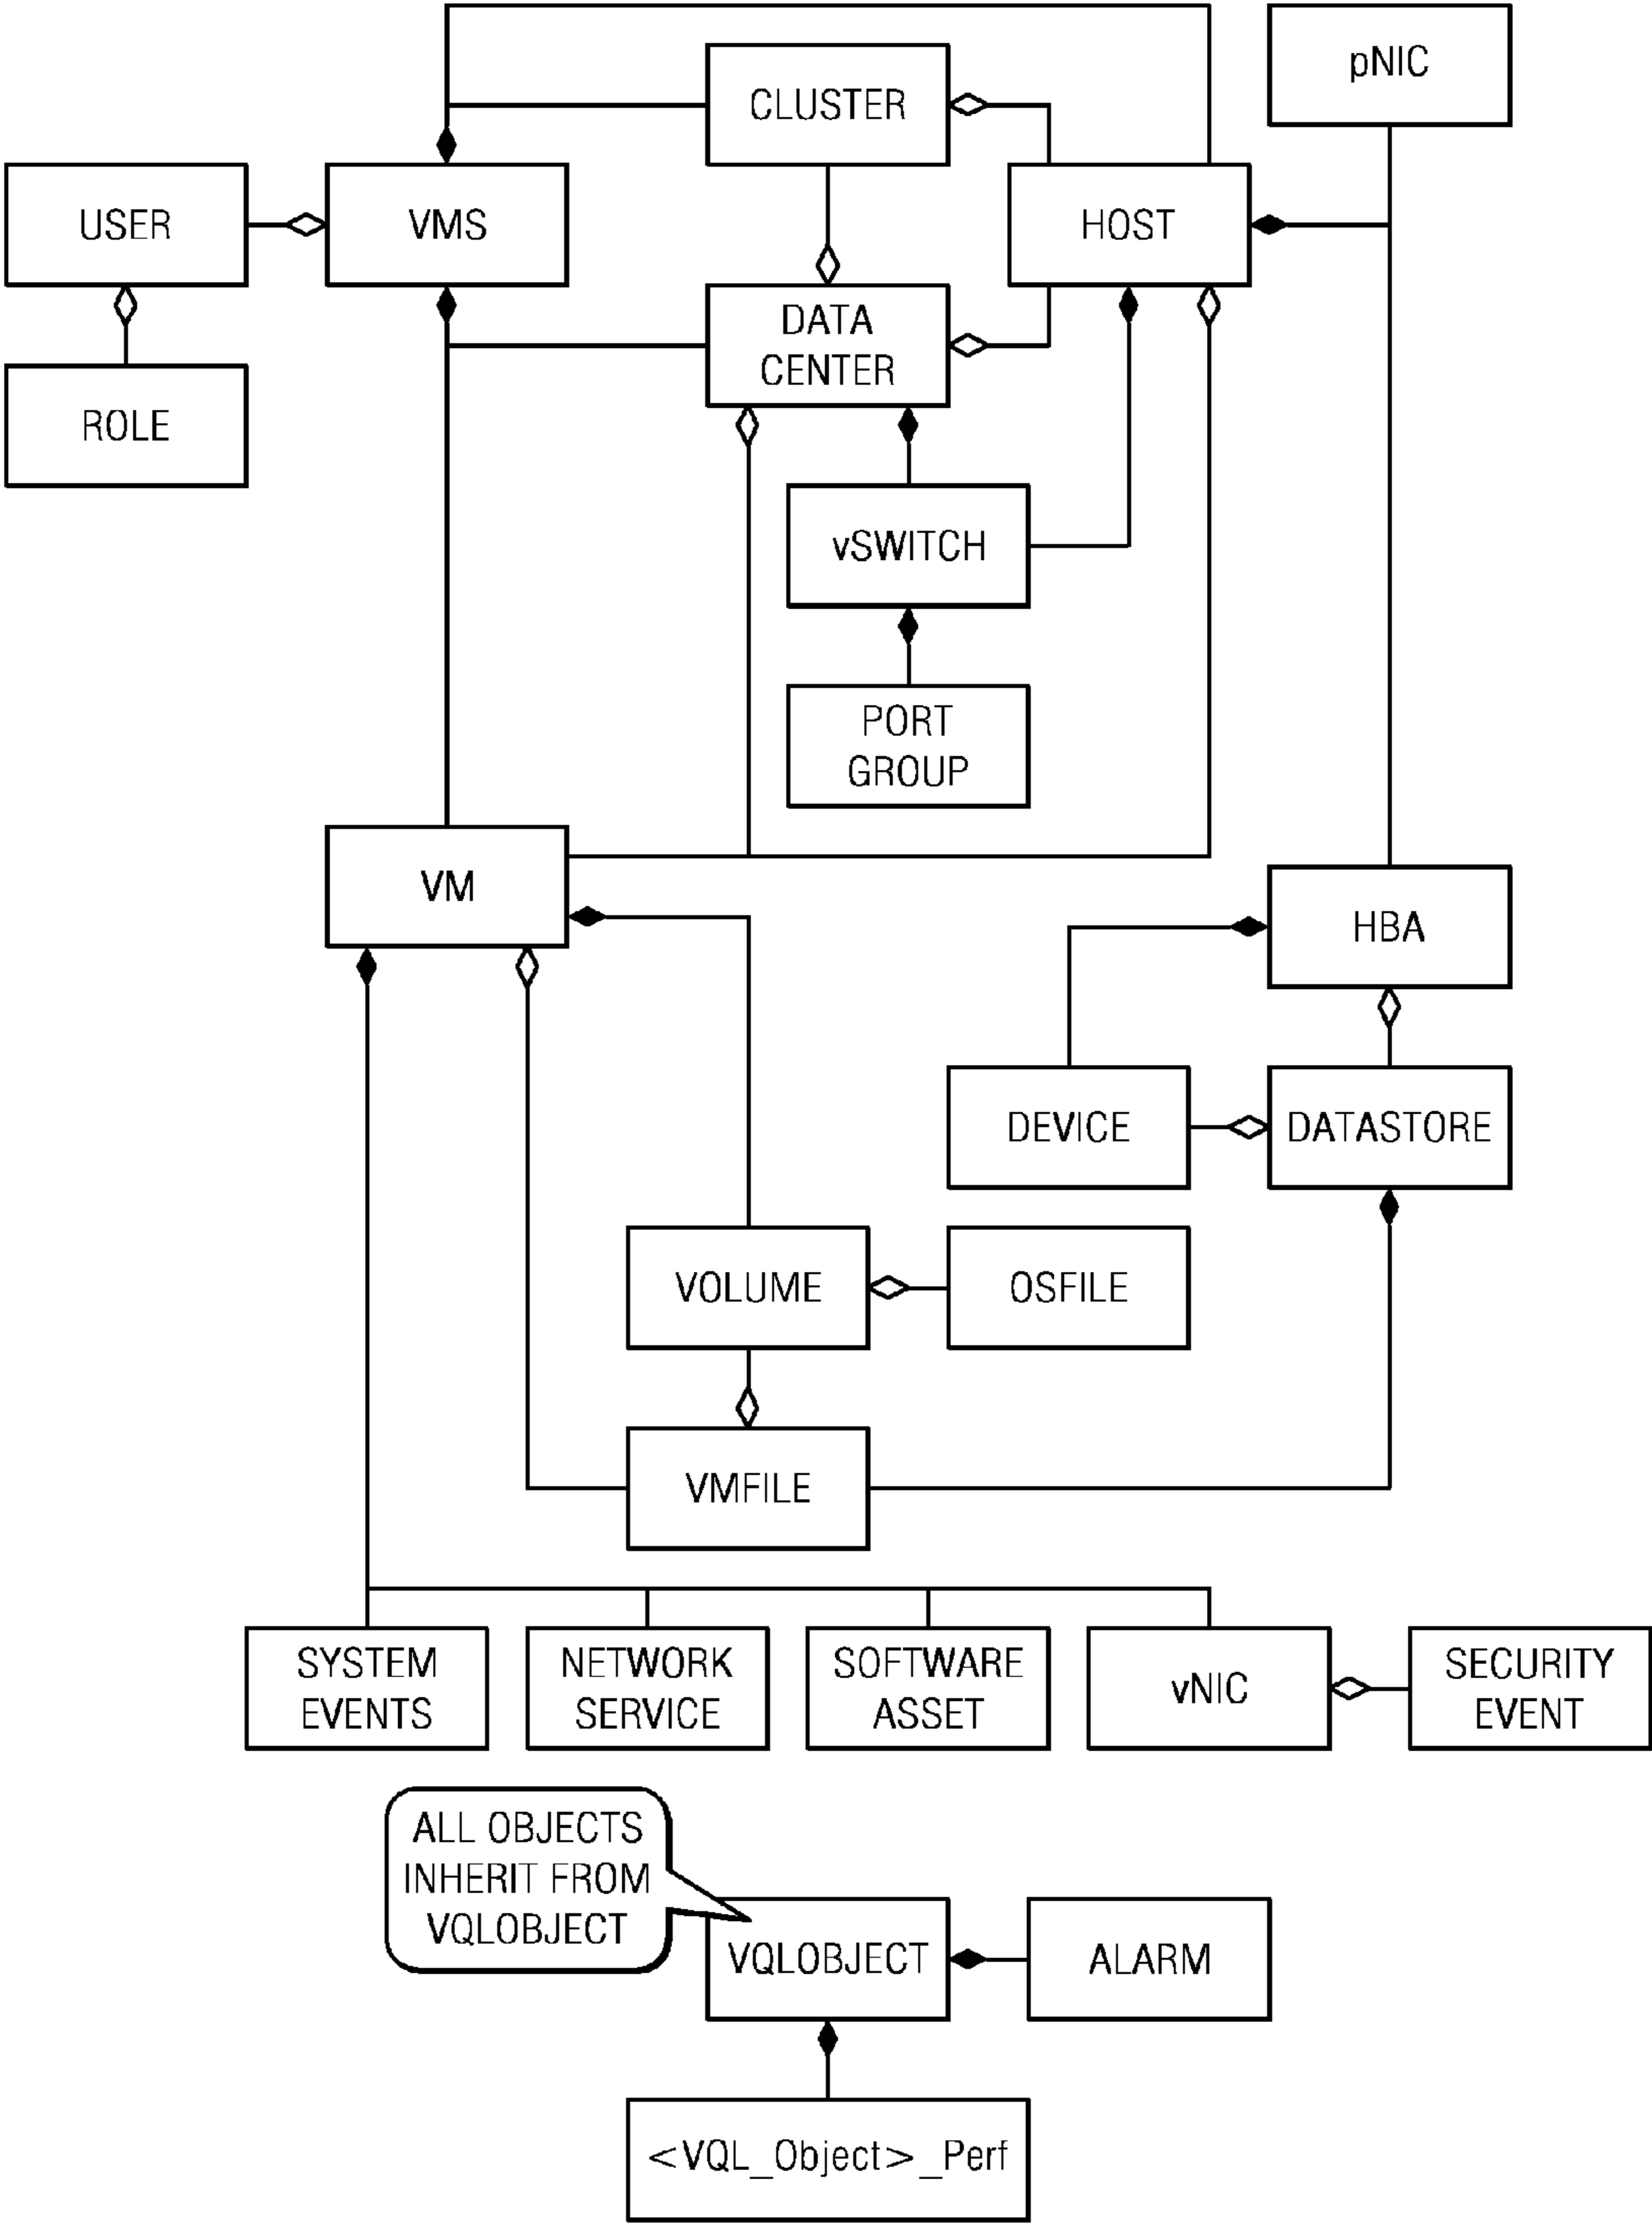 pNIC
CLUSTER
USER
VMS
HOST
DATA
CENTER
ROLE
vSWITCH
PORT
GROUP
VM
HBA
DEVICE
DATASTORE
VOLUME
OSFILE
VMFILE
SYSTEM
EVENTS
NETWORK
SERVICE
SOFTWARE
ASSET
vNIC
SECURITY
EVENT
ALL OBJECTS
INHERIT FROM
VQLOBJECT
VQLOBJECT
ALARM
<VQL_Object>_Perf